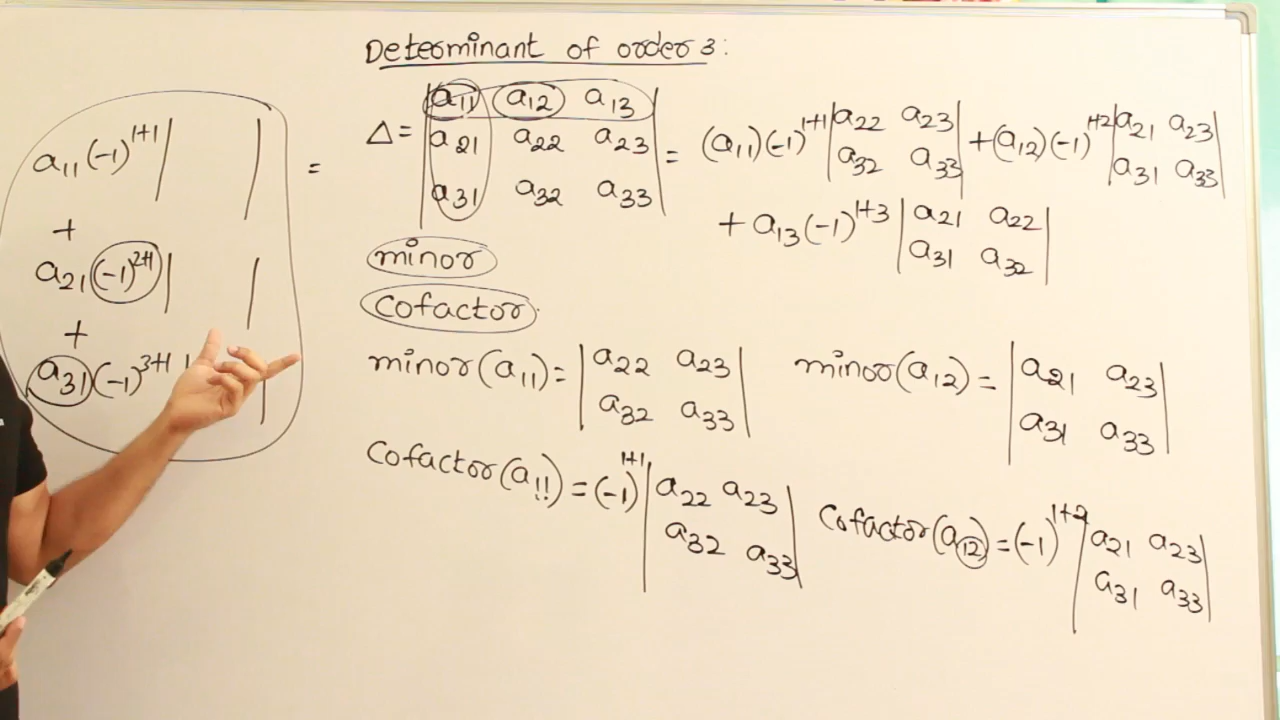 Determinant of order 3:
Δ = | a11 a12 a13 | = (a11)(-1)^1+1 | a22 a23 | + (a12)(-1)^1+2 | a21 a23 |
| a21 a22 a23 | | a32 a33 | | a31 a33 |
| a31 a32 a33 |
+ a13(-1)^1+3 | a21 a22 |
| a31 a32 |
a11(-1)^1+1 | | =
+
a21(-1)^2+1 | |
+
a31(-1)^3+1 | |
minor
Cofactor
minor(a11) = | a22 a23 |
| a32 a33 |
minor(a12) = | a21 a23 |
| a31 a33 |
Cofactor(a11) = (-1)^1+1 | a22 a23 |
| a32 a33 |
Cofactor(a12) = (-1)^1+2 | a21 a23 |
| a31 a33 |